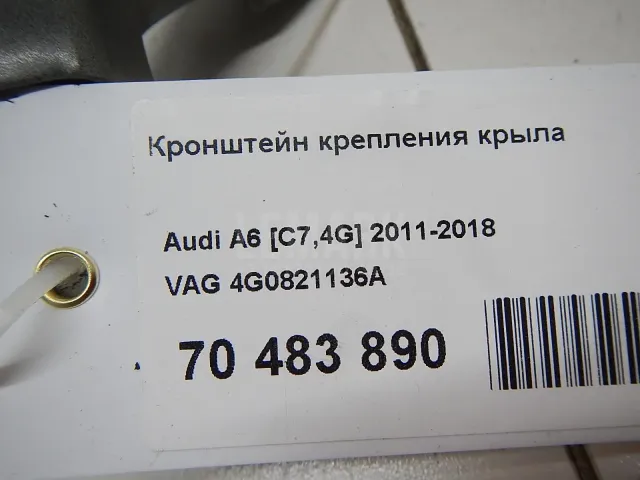 Кронштейн крепления крыла
Audi A6 [C7,4G] 2011-2018
VAG 4G0821136A
70 483 890